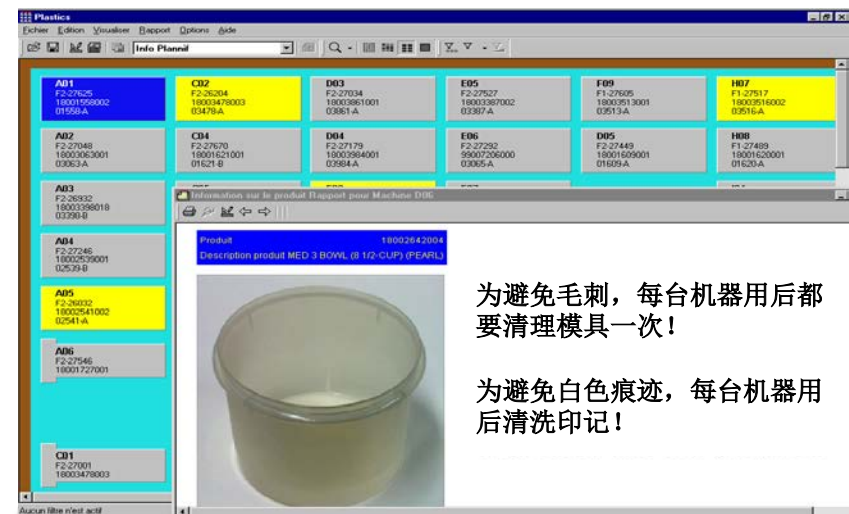 Plastics
Fichier Edition Visualiser Rapport Options Aide
Info Plannif
A01
F2-27625
18001558002
01558-A
C02
F2-26204
18003478003
03478-A
D03
F2-27034
18003861001
03861-A
E05
F2-27527
18003387002
03387-A
F09
F1-27605
18003513001
03513-A
H07
F1-27517
18003516002
03516-A
A02
F2-27048
18003063001
03063-A
C04
F2-27670
18001621001
01621-B
D04
F2-27179
18003984001
03984-A
E06
F2-27292
99007206000
03065-A
D05
F2-27449
18001609001
01609-A
H08
F1-27489
18001620001
01620-A
A03
F2-26932
18003398018
03398-B
Information sur le produit Rapport pour Machine D06
A04
F2-27246
18002539001
02539-B
Produit 18002642004
Description produit MED 3 BOWL (8 1/2-CUP) (PEARL)
A05
F2-26032
18002541002
02541-A
A06
F2-27546
18001727001
C01
F2-27001
18003478003
为避免毛刺，每台机器用后都
要清理模具一次！
为避免白色痕迹，每台机器用
后清洗印记！
Aucun filtre n'est actif